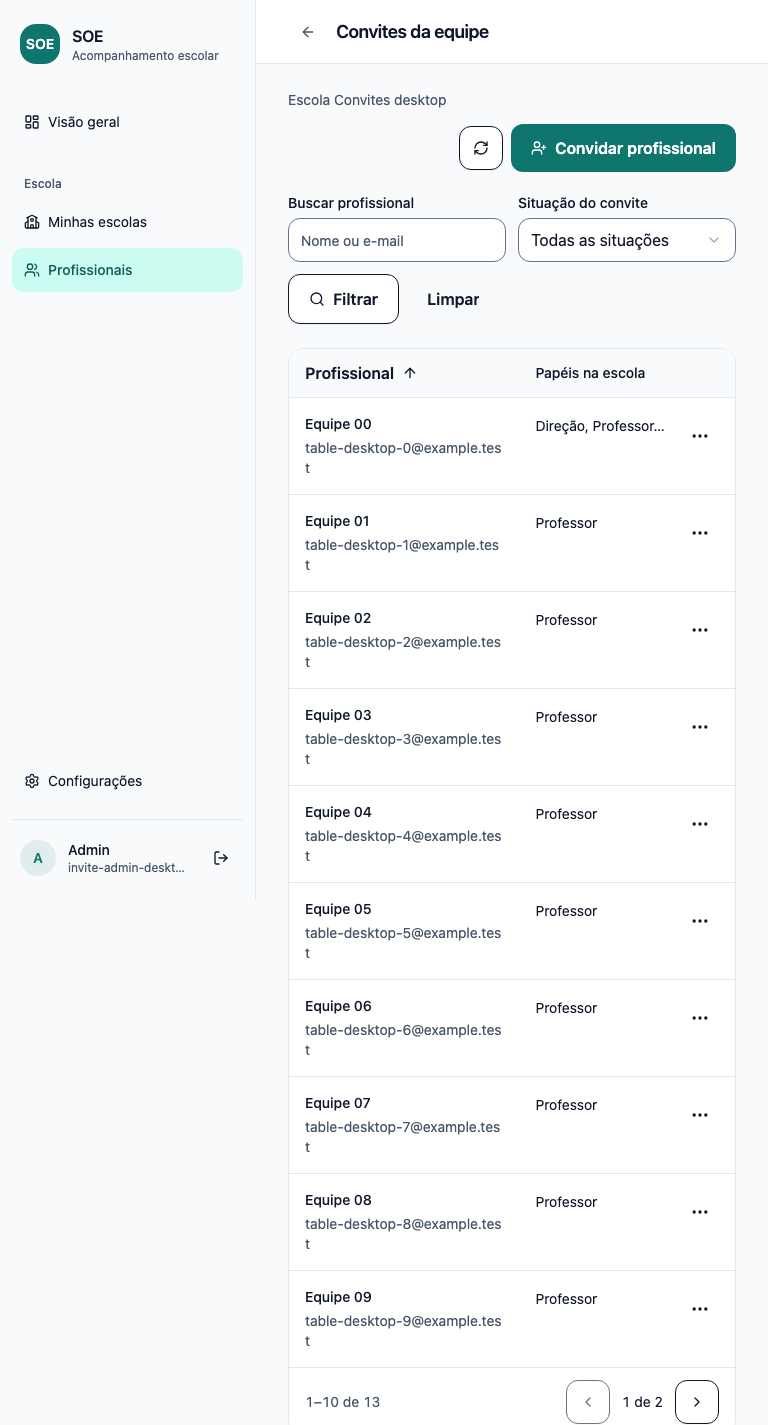 SOE
SOE
Acompanhamento escolar
Visão geral
Escola
Minhas escolas
Profissionais
Configurações
A
Admin
invite-admin-deskt...
Convites da equipe
Escola Convites desktop
Convidar profissional
Buscar profissional
Situação do convite
Nome ou e-mail
Todas as situações
Filtrar
Limpar
Profissional
Papéis na escola
Equipe 00
Direção, Professor...
table-desktop-0@example.tes
t
Equipe 01
Professor
table-desktop-1@example.tes
t
Equipe 02
Professor
table-desktop-2@example.tes
t
Equipe 03
Professor
table-desktop-3@example.tes
t
Equipe 04
Professor
table-desktop-4@example.tes
t
Equipe 05
Professor
table-desktop-5@example.tes
t
Equipe 06
Professor
table-desktop-6@example.tes
t
Equipe 07
Professor
table-desktop-7@example.tes
t
Equipe 08
Professor
table-desktop-8@example.tes
t
Equipe 09
Professor
table-desktop-9@example.tes
t
1–10 de 13
1 de 2